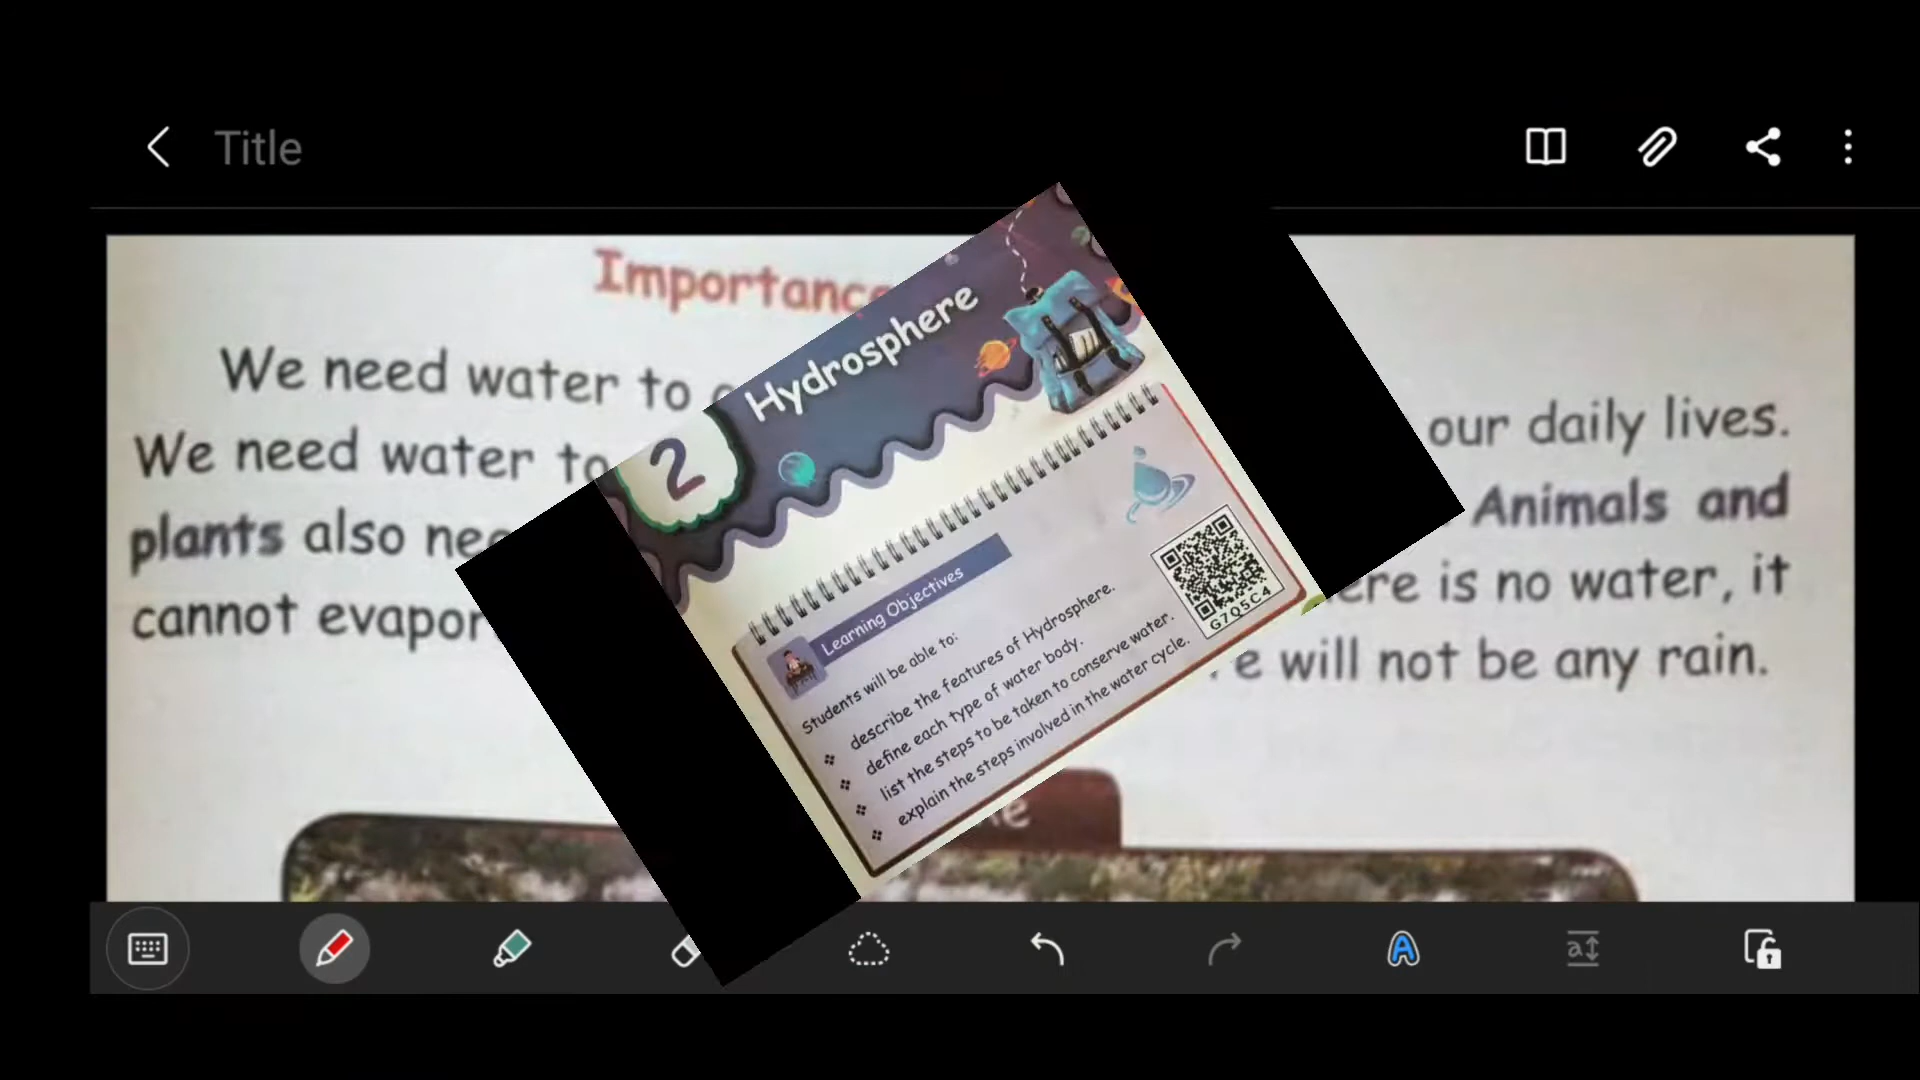 Title
Importance
We need water to
our daily lives.
We need water to
Animals and
plants also
ere is no water, it
cannot evapor
e will not be any rain.
Hydrosphere
2
Learning Objectives
Students will be able to:
describe the features of Hydrosphere.
define each type of water body.
list the steps to be taken to conserve water.
explain the steps involved in the water cycle.
G7Q5C4
A
a